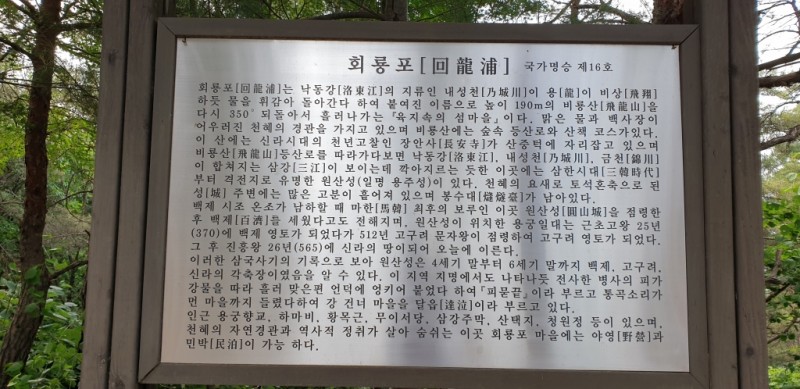 회룡포[回龍浦] 국가명승 제16호
회룡포[回龍浦]는 낙동강[洛東江]의 지류인 내성천[乃城川]이 용[龍]이 비상[飛翔]
하듯 물을 휘감아 돌아간다 하여 붙여진 이름으로 높이 190m의 비룡산[飛龍山]을
다시 350˚되돌아서 흘러나가는 「육지속의 섬마을」이다. 맑은 물과 백사장이
어우러진 천혜의 경관을 가지고 있으며 비룡산에는 숲속 등산로와 산책 코스가있다.
이 산에는 신라시대의 천년고찰인 장안사[長安寺]가 산중턱에 자리잡고 있으며
비룡산[飛龍山]등산로를 따라가다보면 낙동강[洛東江], 내성천[乃城川], 금천[錦川]
이 합쳐지는 삼강[三江]이 보이는데 깍아지르는 듯한 이곳에는 삼한시대[三韓時代]
부터 격전지로 유명한 원산성(일명 용주성)이 있다. 천혜의 요새로 토석혼축으로 된
성[城] 주변에는 많은 고분이 흩어져 있으며 봉수대[烽燧臺]가 남아있다.
백제 시조 온조가 남하할 때 마한[馬韓] 최후의 보루인 이곳 원산성[圓山城]을 점령한
후 백제[百濟]를 세웠다고도 전해지며, 원산성이 위치한 용궁일대는 근초고왕 25년
(370)에 백제 영토가 되었다가 512년 고구려 문자왕이 점령하여 고구려 영토가 되었다.
그 후 진흥왕 26년(565)에 신라의 땅이되어 오늘에 이른다.
이러한 삼국사기의 기록으로 보아 원산성은 4세기 말부터 6세기 말까지 백제, 고구려,
신라의 각축장이였음을 알 수 있다. 이 지역 지명에서도 나타나듯 전사한 병사의 피가
강물을 따라 흘러 맞은편 언덕에 엉키어 붙었다 하여「피몰끝」이라 부르고 통곡소리가
먼 마을까지 들렸다하여 강 건너 마을을 달읍[達泣]이라 부르고 있다.
인근 용궁향교, 하마비, 황목근, 무이서당, 삼강주막, 산택지, 청원정 등이 있으며,
천혜의 자연경관과 역사적 정취가 살아 숨쉬는 이곳 회룡포 마을에는 야영[野營]과
민박[民泊]이 가능 하다.